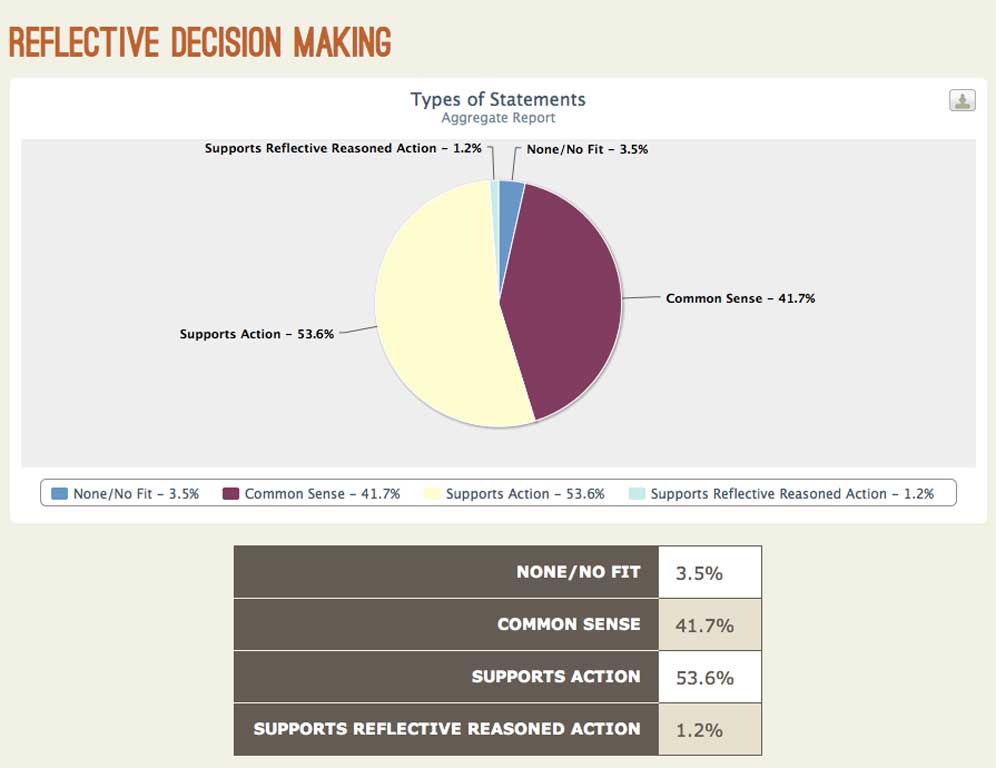 REFLECTIVE DECISION MAKING
Types of Statements
Aggregate Report
Supports Reflective Reasoned Action – 1.2%
None/No Fit – 3.5%
Common Sense – 41.7%
Supports Action – 53.6%
None/No Fit – 3.5% Common Sense – 41.7% Supports Action – 53.6% Supports Reflective Reasoned Action – 1.2%
NONE/NO FIT 3.5%
COMMON SENSE 41.7%
SUPPORTS ACTION 53.6%
SUPPORTS REFLECTIVE REASONED ACTION 1.2%